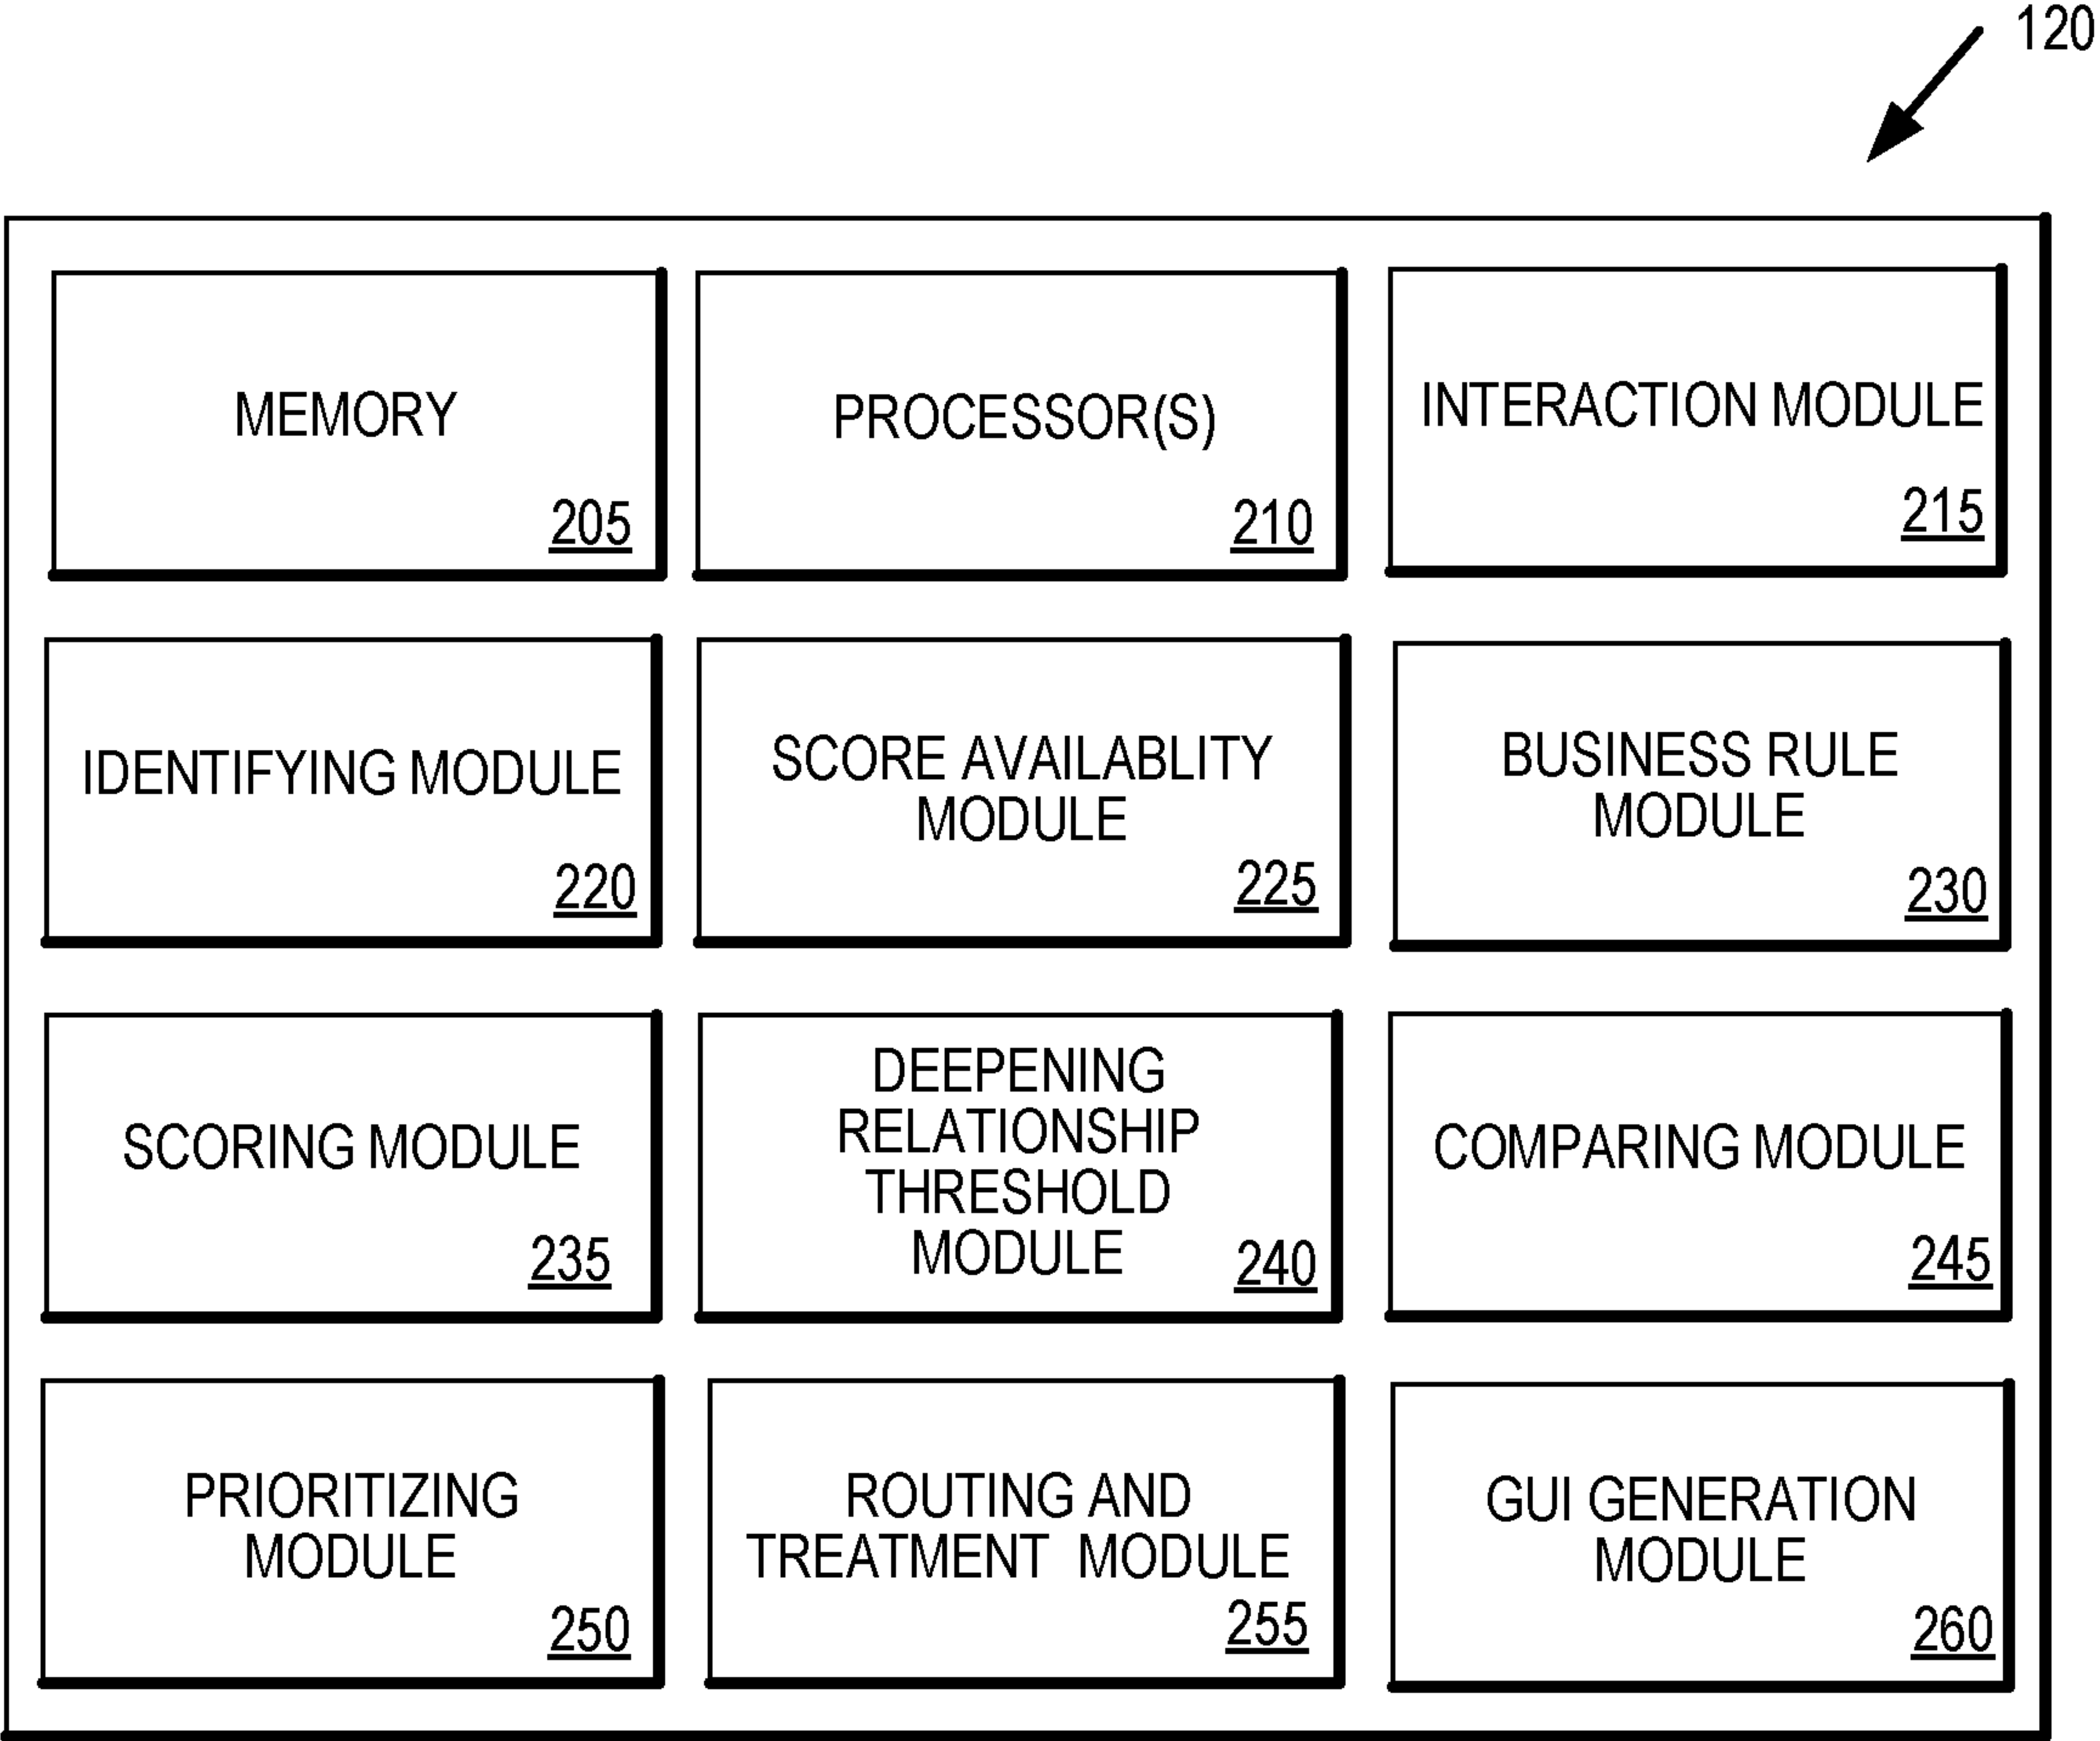 120
MEMORY
205
PROCESSOR(S)
210
INTERACTION MODULE
215
IDENTIFYING MODULE
220
SCORE AVAILABLITY
MODULE
225
BUSINESS RULE
MODULE
230
SCORING MODULE
235
DEEPENING
RELATIONSHIP
THRESHOLD
MODULE
240
COMPARING MODULE
245
PRIORITIZING
MODULE
250
ROUTING AND
TREATMENT MODULE
255
GUI GENERATION
MODULE
260